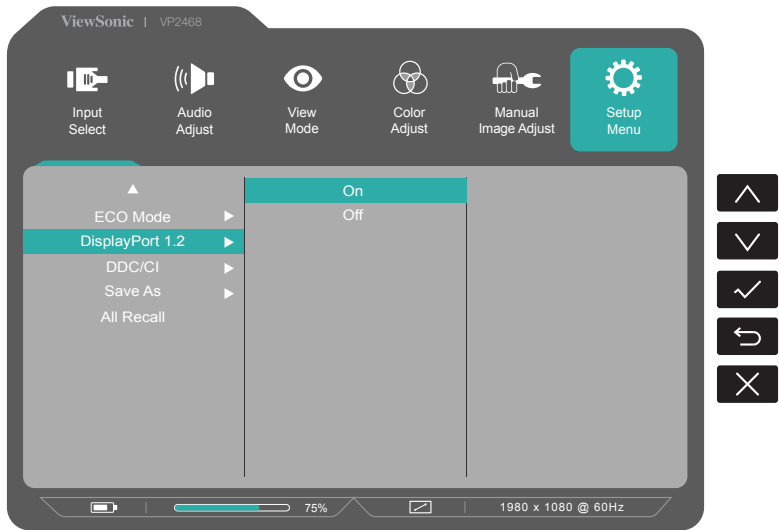 ViewSonic | VP2468
Input Select
Audio Adjust
View Mode
Color Adjust
Manual Image Adjust
Setup Menu
ECO Mode
DisplayPort 1.2
DDC/CI
Save As
All Recall
On
Off
75%
1980 x 1080 @ 60Hz